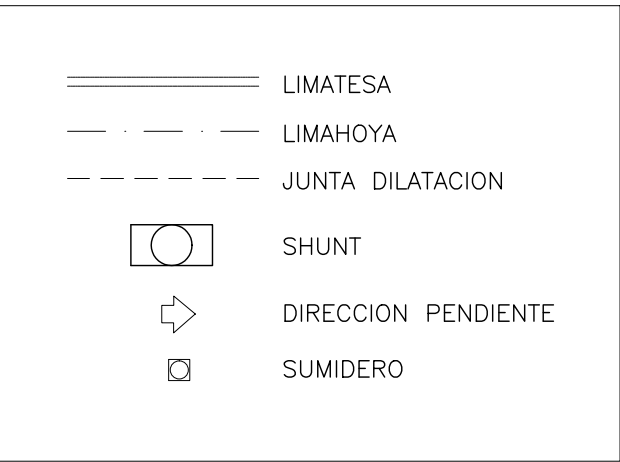 LIMATESA
LIMAHOYA
JUNTA DILATACION
SHUNT
DIRECCION PENDIENTE
SUMIDERO